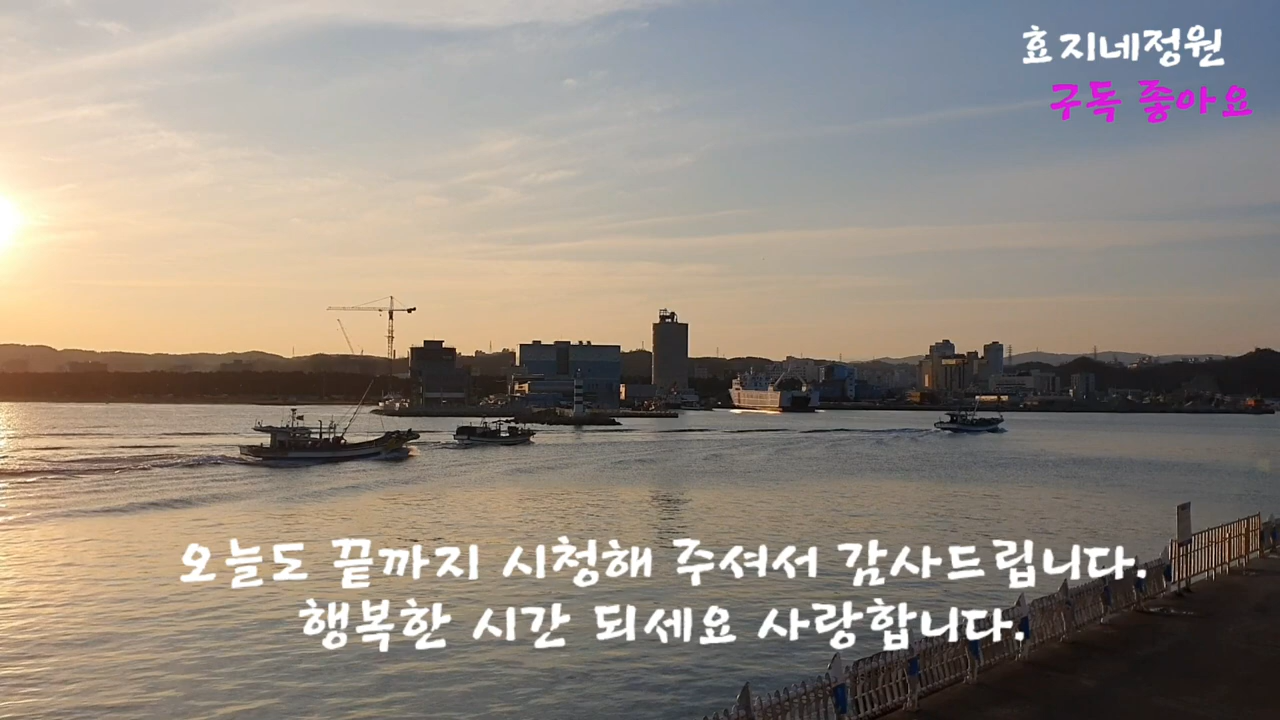 효지네정원
구독 좋아요
오늘도 끝까지 시청해 주셔서 감사드립니다.
행복한 시간 되세요 사랑합니다.